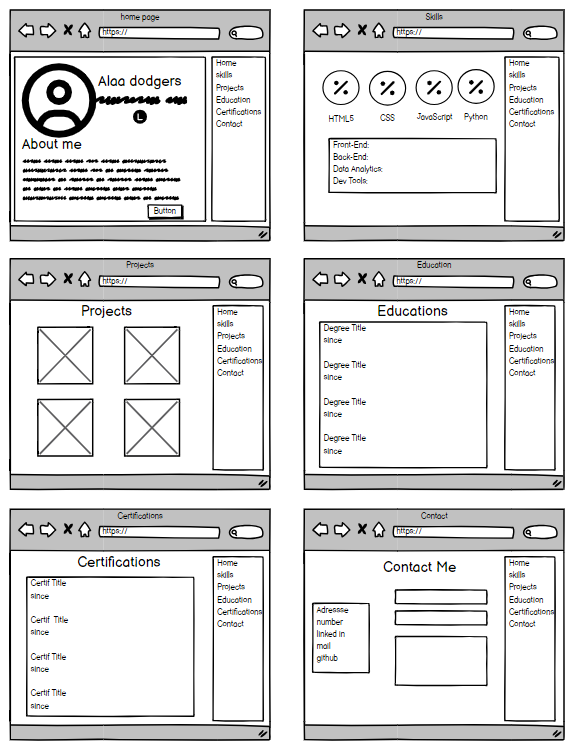 home page
https://
Alaa dodgers
L
About me
Button
Home
skills
Projects
Education
Certifications
Contact
Skills
https://
HTML5
CSS
JavaScript
Python
Front-End:
Back-End:
Data Analytics:
Dev Tools:
Home
skills
Projects
Education
Certifications
Contact
Projects
https://
Projects
Home
skills
Projects
Education
Certifications
Contact
Education
https://
Educations
Degree Title
since
Degree Title
since
Degree Title
since
Degree Title
since
Home
skills
Projects
Education
Certifications
Contact
Certifications
https://
Certifications
Certif Title
since
Certif Title
since
Certif Title
since
Certif Title
since
Home
skills
Projects
Education
Certifications
Contact
Contact
https://
Contact Me
Adressse
number
linked in
mail
github
Home
skills
Projects
Education
Certifications
Contact